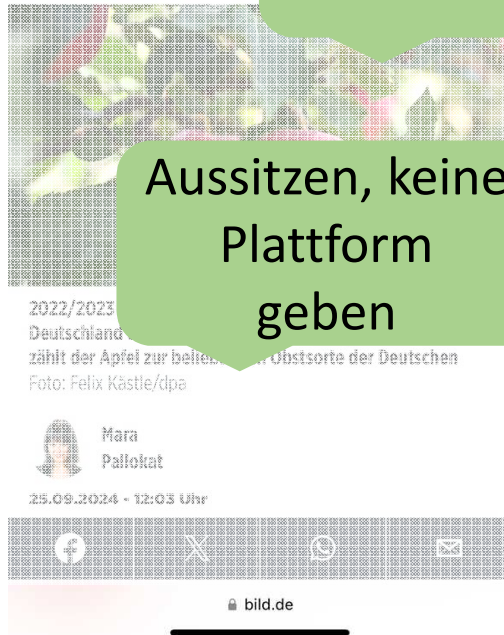 Aussitzen, keine
Plattform
geben
2022/2023
Deutschland
zählt der Apfel zur Obstsorte der Deutschen
Foto: Felix Kästle/dpa
Mara
Pallokat
25.09.2024 - 12:03 Uhr
bild.de